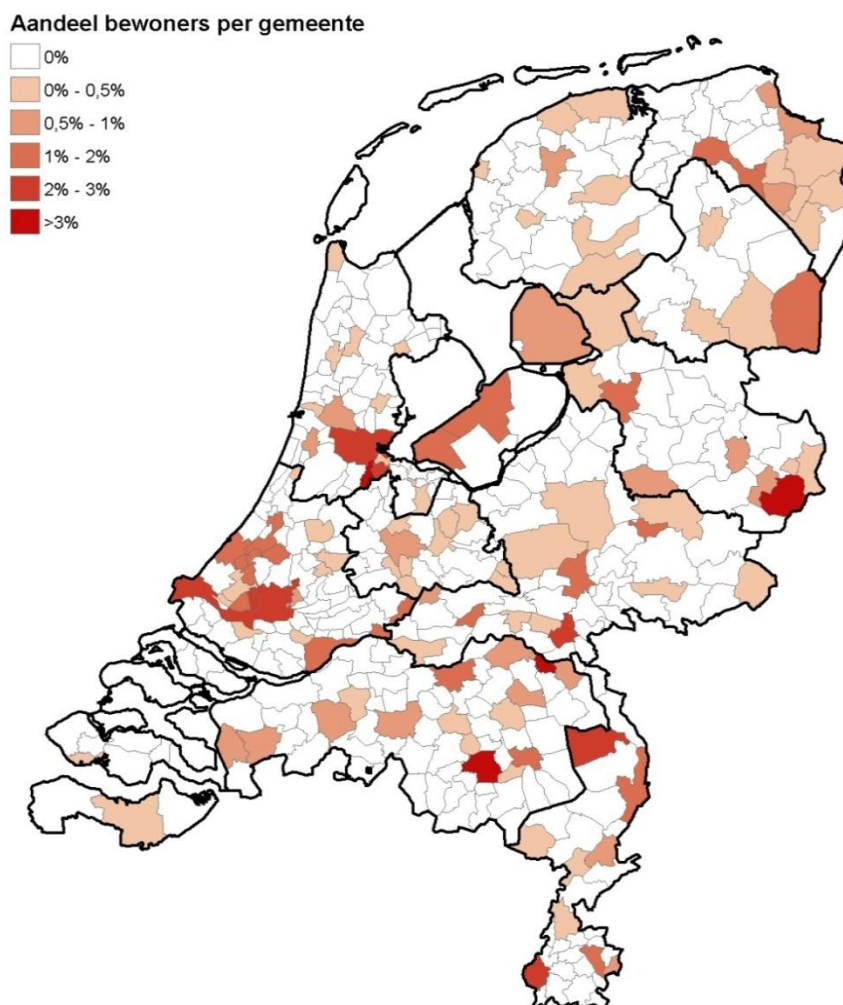 Aandeel bewoners per gemeente
0%
0% - 0,5%
0,5% - 1%
1% - 2%
2% - 3%
>3%